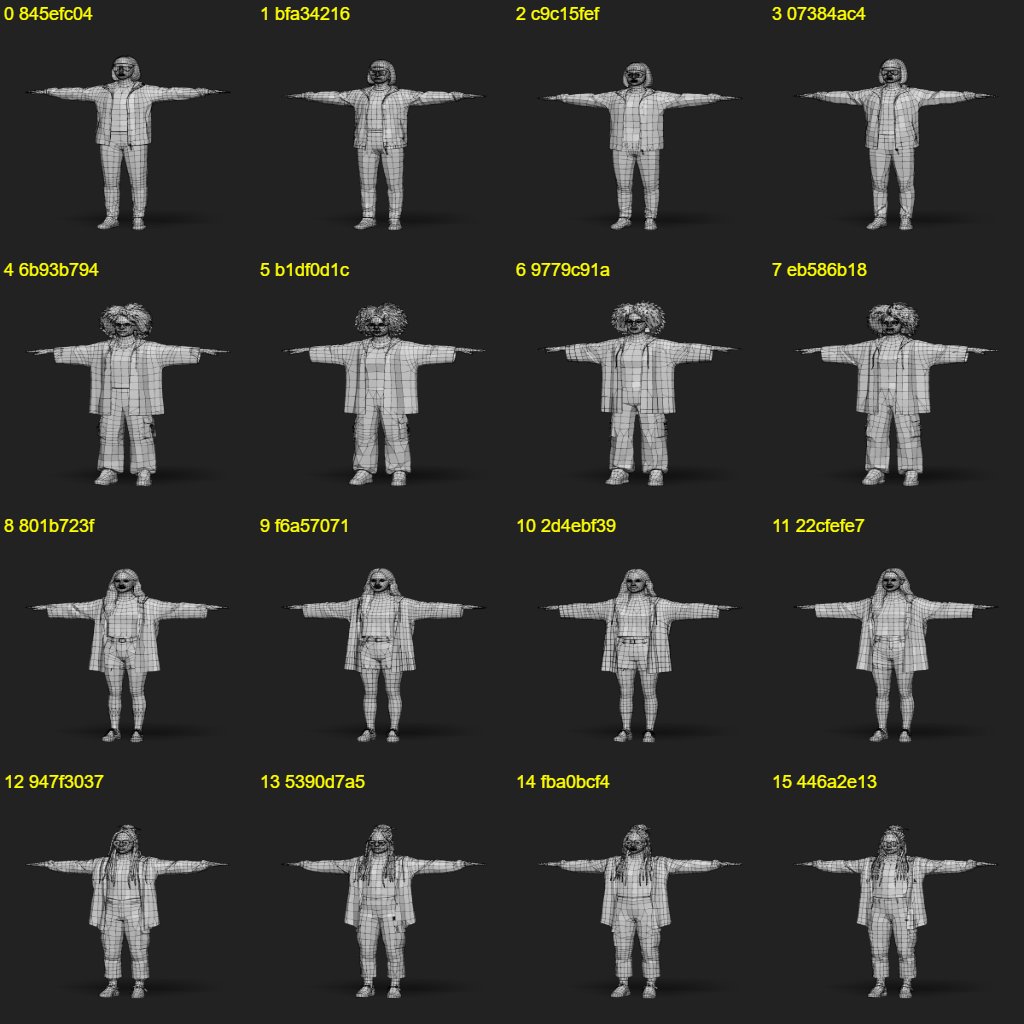 0 845efc04
1 bfa34216
2 c9c15fef
3 07384ac4
4 6b93b794
5 b1df0d1c
6 9779c91a
7 eb586b18
8 801b723f
9 f6a57071
10 2d4ebf39
11 22cfefe7
12 947f3037
13 5390d7a5
14 fba0bcf4
15 446a2e13